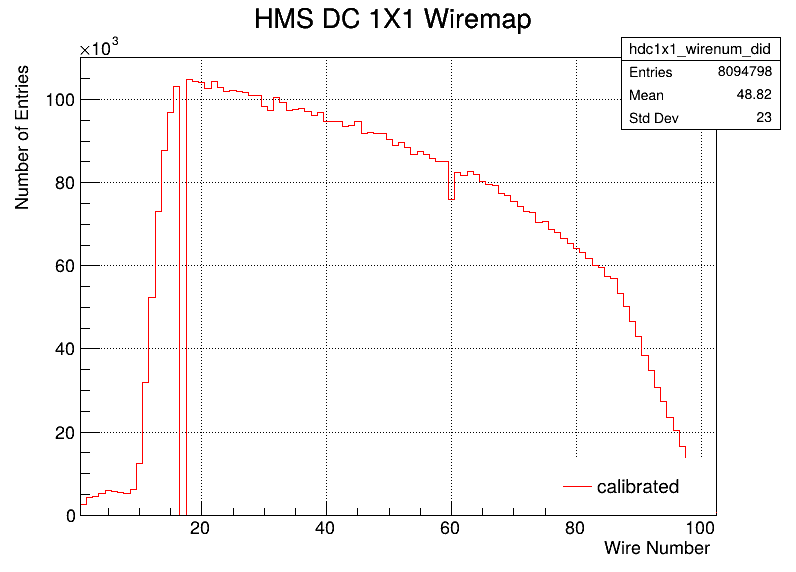 HMS DC 1X1 Wiremap
×10³
hdc1x1_wirenum_did
Entries 8094798
Mean 48.82
Std Dev 23
Number of Entries
100
80
60
40
20
0
calibrated
20 40 60 80 100
Wire Number